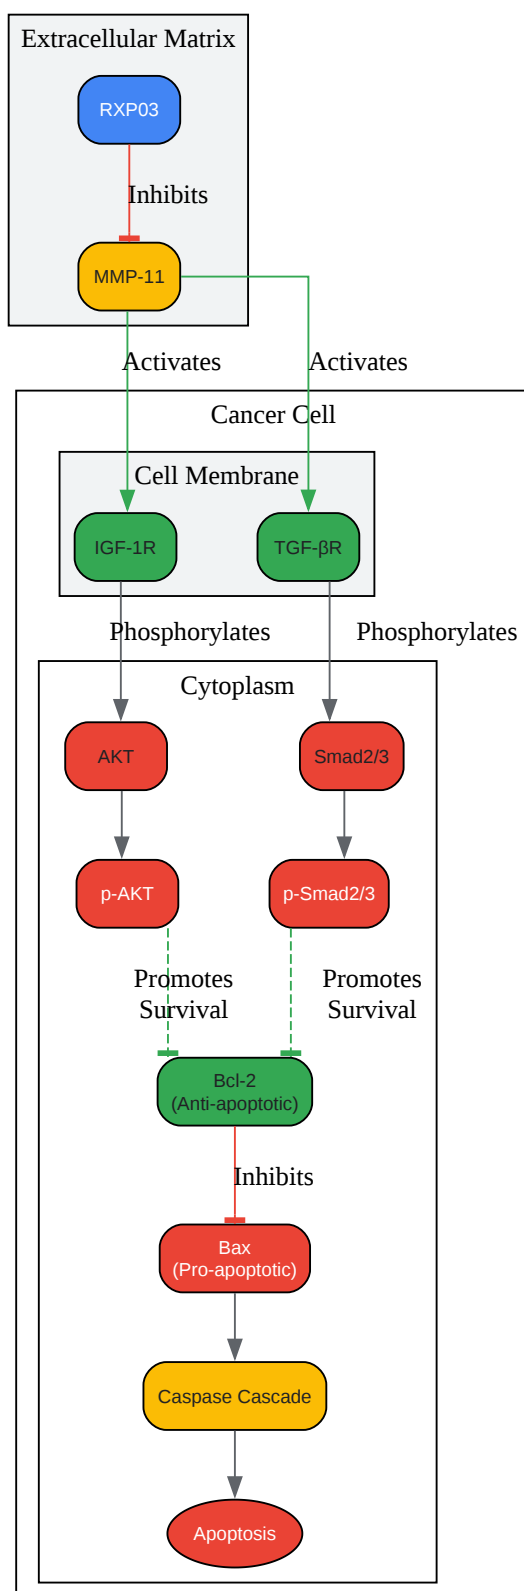 Extracellular Matrix
RXP03
Inhibits
MMP-11
Activates
Activates
Cancer Cell
Cell Membrane
IGF-1R
TGF-βR
Phosphorylates
Phosphorylates
Cytoplasm
AKT
Smad2/3
p-AKT
p-Smad2/3
Promotes
Survival
Promotes
Survival
Bcl-2
(Anti-apoptotic)
Inhibits
Bax
(Pro-apoptotic)
Caspase Cascade
Apoptosis